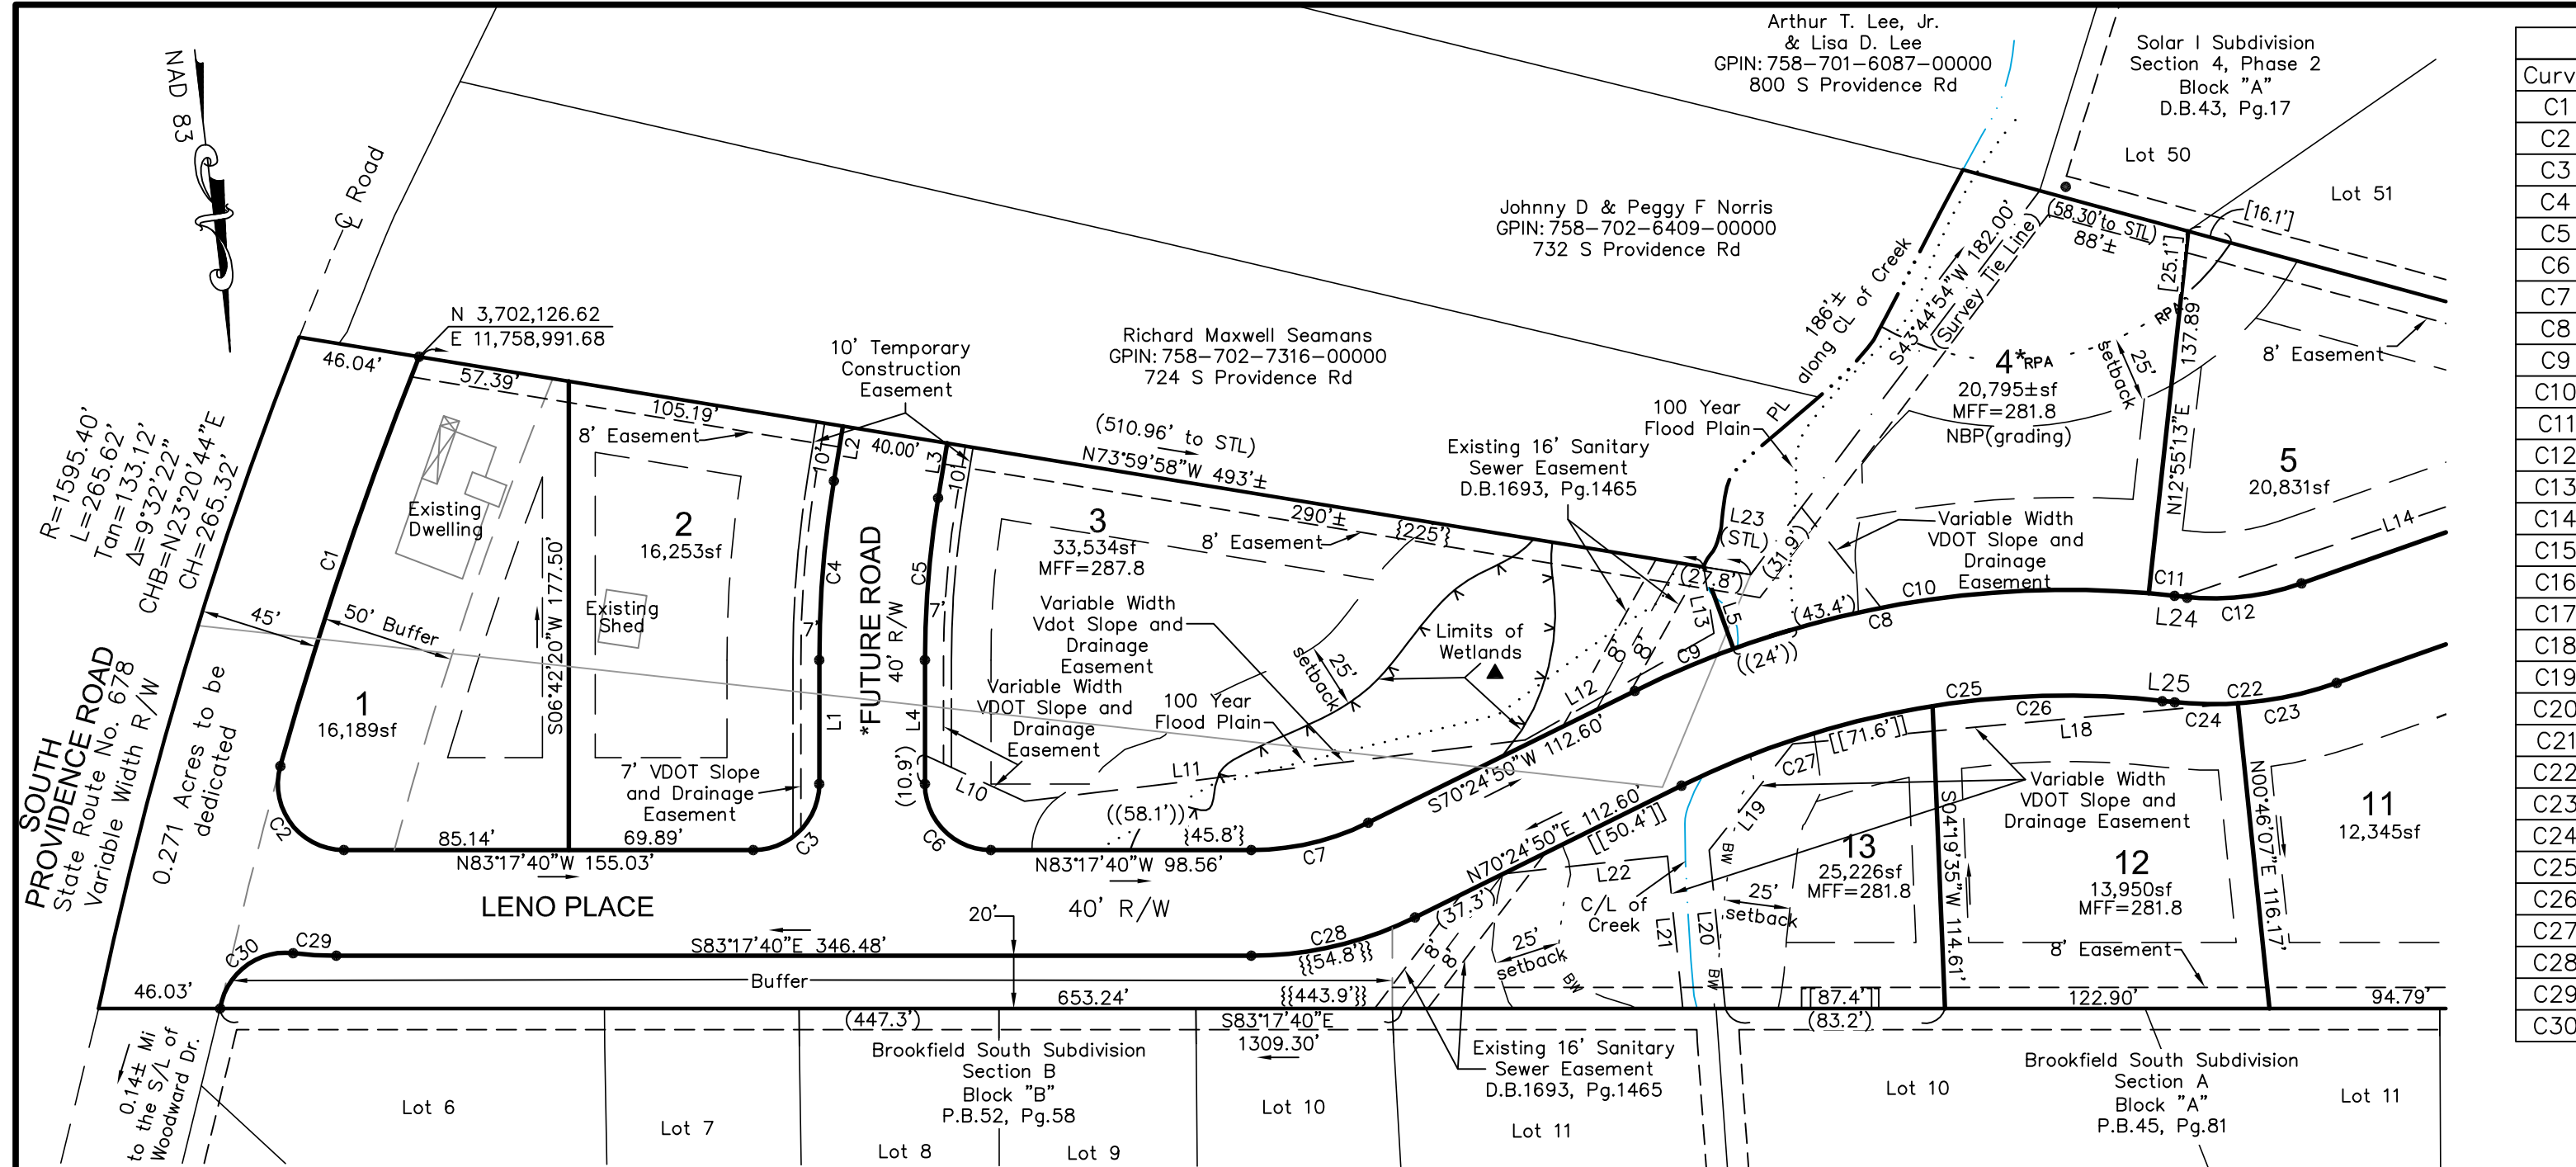 Arthur T. Lee, Jr.
& Lisa D. Lee
GPIN: 758-701-6087-00000
800 S Providence Rd
Solar I Subdivision
Section 4, Phase 2
Block "A"
D.B.43, Pg.17
Lot 50
Lot 51
NAD 83
℄ Road
Johnny D & Peggy F Norris
GPIN: 758-702-6409-00000
732 S Providence Rd
(58.30'to STL)
88'±
[16.1']
[25.1']
N 3,702,126.62
E 11,758,991.68
46.04'
57.39'
105.19'
8' Easement
10' Temporary
Construction
Easement
40.00'
L2
L3
10'
10'
Richard Maxwell Seamans
GPIN: 758-702-7316-00000
724 S Providence Rd
(510.96' to STL)
N73°59'58"W 493'±
290'±
{225'}
8' Easement
Existing 16' Sanitary
Sewer Easement
D.B.1693, Pg.1465
100 Year
Flood Plain
PL
186'±
along CL of Creek
S43°44'54"W 182.00'
(Survey Tie Line)
L23
(STL)
(31.9')
(27.8')
L13
L5
4*RPA
20,795±sf
MFF=281.8
NBP(grading)
RPA
25'
setback
137.89'
N12°55'13"E
8' Easement
5
20,831sf
L14
Variable Width
VDOT Slope and
Drainage
Easement
R=1595.40'
L=265.62'
Tan=133.12'
Δ=9°32'22"
CHB=N23°20'44"E
CH=265.32'
C1
45'
50' Buffer
Existing
Dwelling
S06°42'20"W 177.50'
2
16,253sf
Existing
Shed
7'
C4
L1
*FUTURE ROAD
40' R/W
C5
L4
7'
(10.9')
3
33,534sf
MFF=287.8
Variable Width
Vdot Slope and
Drainage
Easement
Variable Width
VDOT Slope and
Drainage
Easement
100 Year
Flood Plain
25'
setback
Limits of
Wetlands
8'
8'
L12
C9
((24'))
(43.4')
C8
C10
C11
L24
C12
1
16,189sf
SOUTH
PROVIDENCE ROAD
State Route No. 678
Variable Width R/W
0.271 Acres to be
dedicated
C2
85.14'
69.89'
N83°17'40"W 155.03'
7' VDOT Slope
and Drainage
Easement
C3
C6
L10
L11
((58.1'))
{45.8'}
N83°17'40"W 98.56'
C7
S70°24'50"W 112.60'
N70°24'50"E 112.60'
[[50.4']]
[[71.6']]
C27
C25
C26
L18
L25
C24
C22
C23
Variable Width
VDOT Slope and
Drainage Easement
LENO PLACE
40' R/W
20'
C30
C29
S83°17'40"E 346.48'
C28
{{54.8'}}
(37.3')
8'
8'
25'
setback
BW
L22
C/L of
Creek
L21
L20
L19
BW
BW
25'
setback
13
25,226sf
MFF=281.8
S04°19'35"W 114.61'
12
13,950sf
MFF=281.8
8' Easement
N00°46'07"E 116.17'
11
12,345sf
46.03'
Buffer
653.24'
{{443.9'}}
[[87.4']]
122.90'
94.79'
(447.3')
S83°17'40"E
1309.30'
(83.2')
0.14± Mi
to the S/L of
Woodward Dr.
Lot 6
Lot 7
Lot 8
Lot 9
Lot 10
Lot 11
Brookfield South Subdivision
Section B
Block "B"
P.B.52, Pg.58
Existing 16' Sanitary
Sewer Easement
D.B.1693, Pg.1465
Lot 10
Brookfield South Subdivision
Section A
Block "A"
P.B.45, Pg.81
Lot 11
Curv
C1
C2
C3
C4
C5
C6
C7
C8
C9
C10
C11
C12
C13
C14
C15
C16
C17
C18
C19
C20
C21
C22
C23
C24
C25
C26
C27
C28
C29
C30